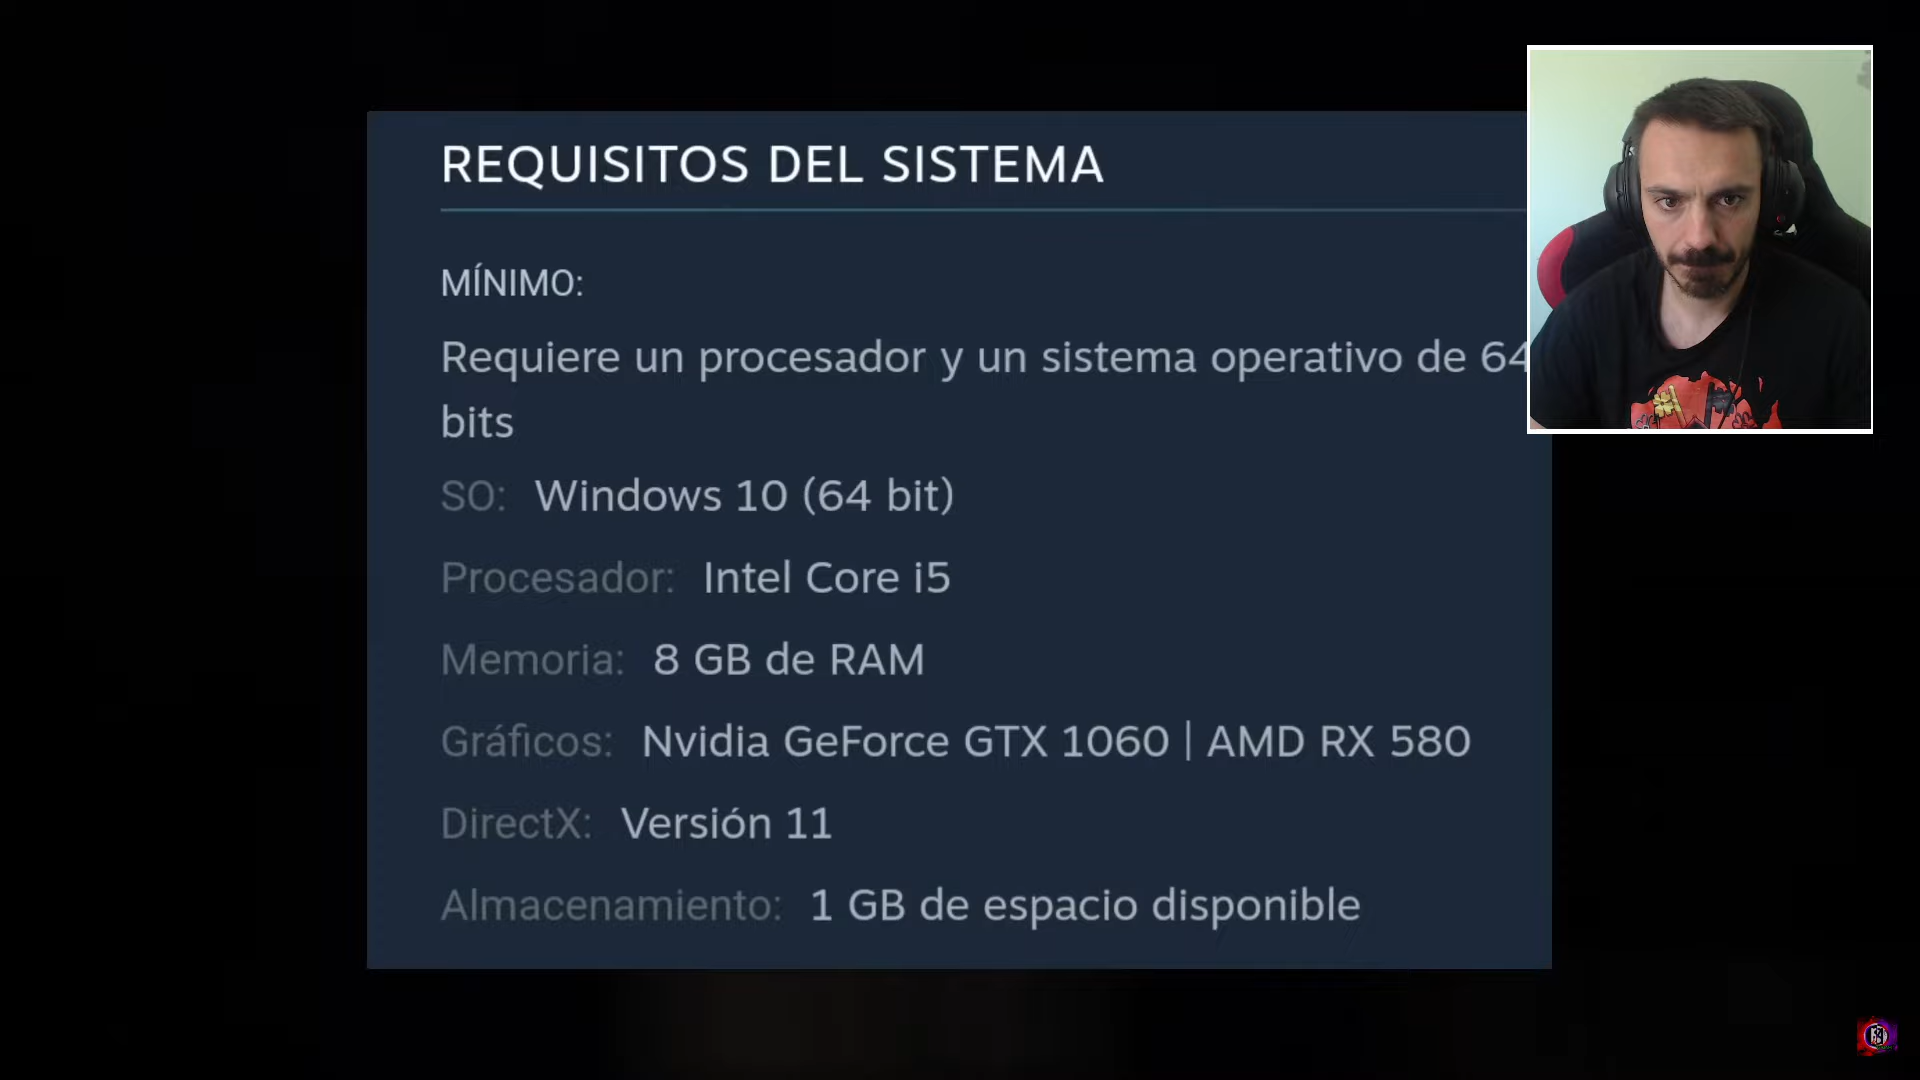 REQUISITOS DEL SISTEMA
MÍNIMO:
Requiere un procesador y un sistema operativo de 64
bits
SO: Windows 10 (64 bit)
Procesador: Intel Core i5
Memoria: 8 GB de RAM
Gráficos: Nvidia GeForce GTX 1060 | AMD RX 580
DirectX: Versión 11
Almacenamiento: 1 GB de espacio disponible